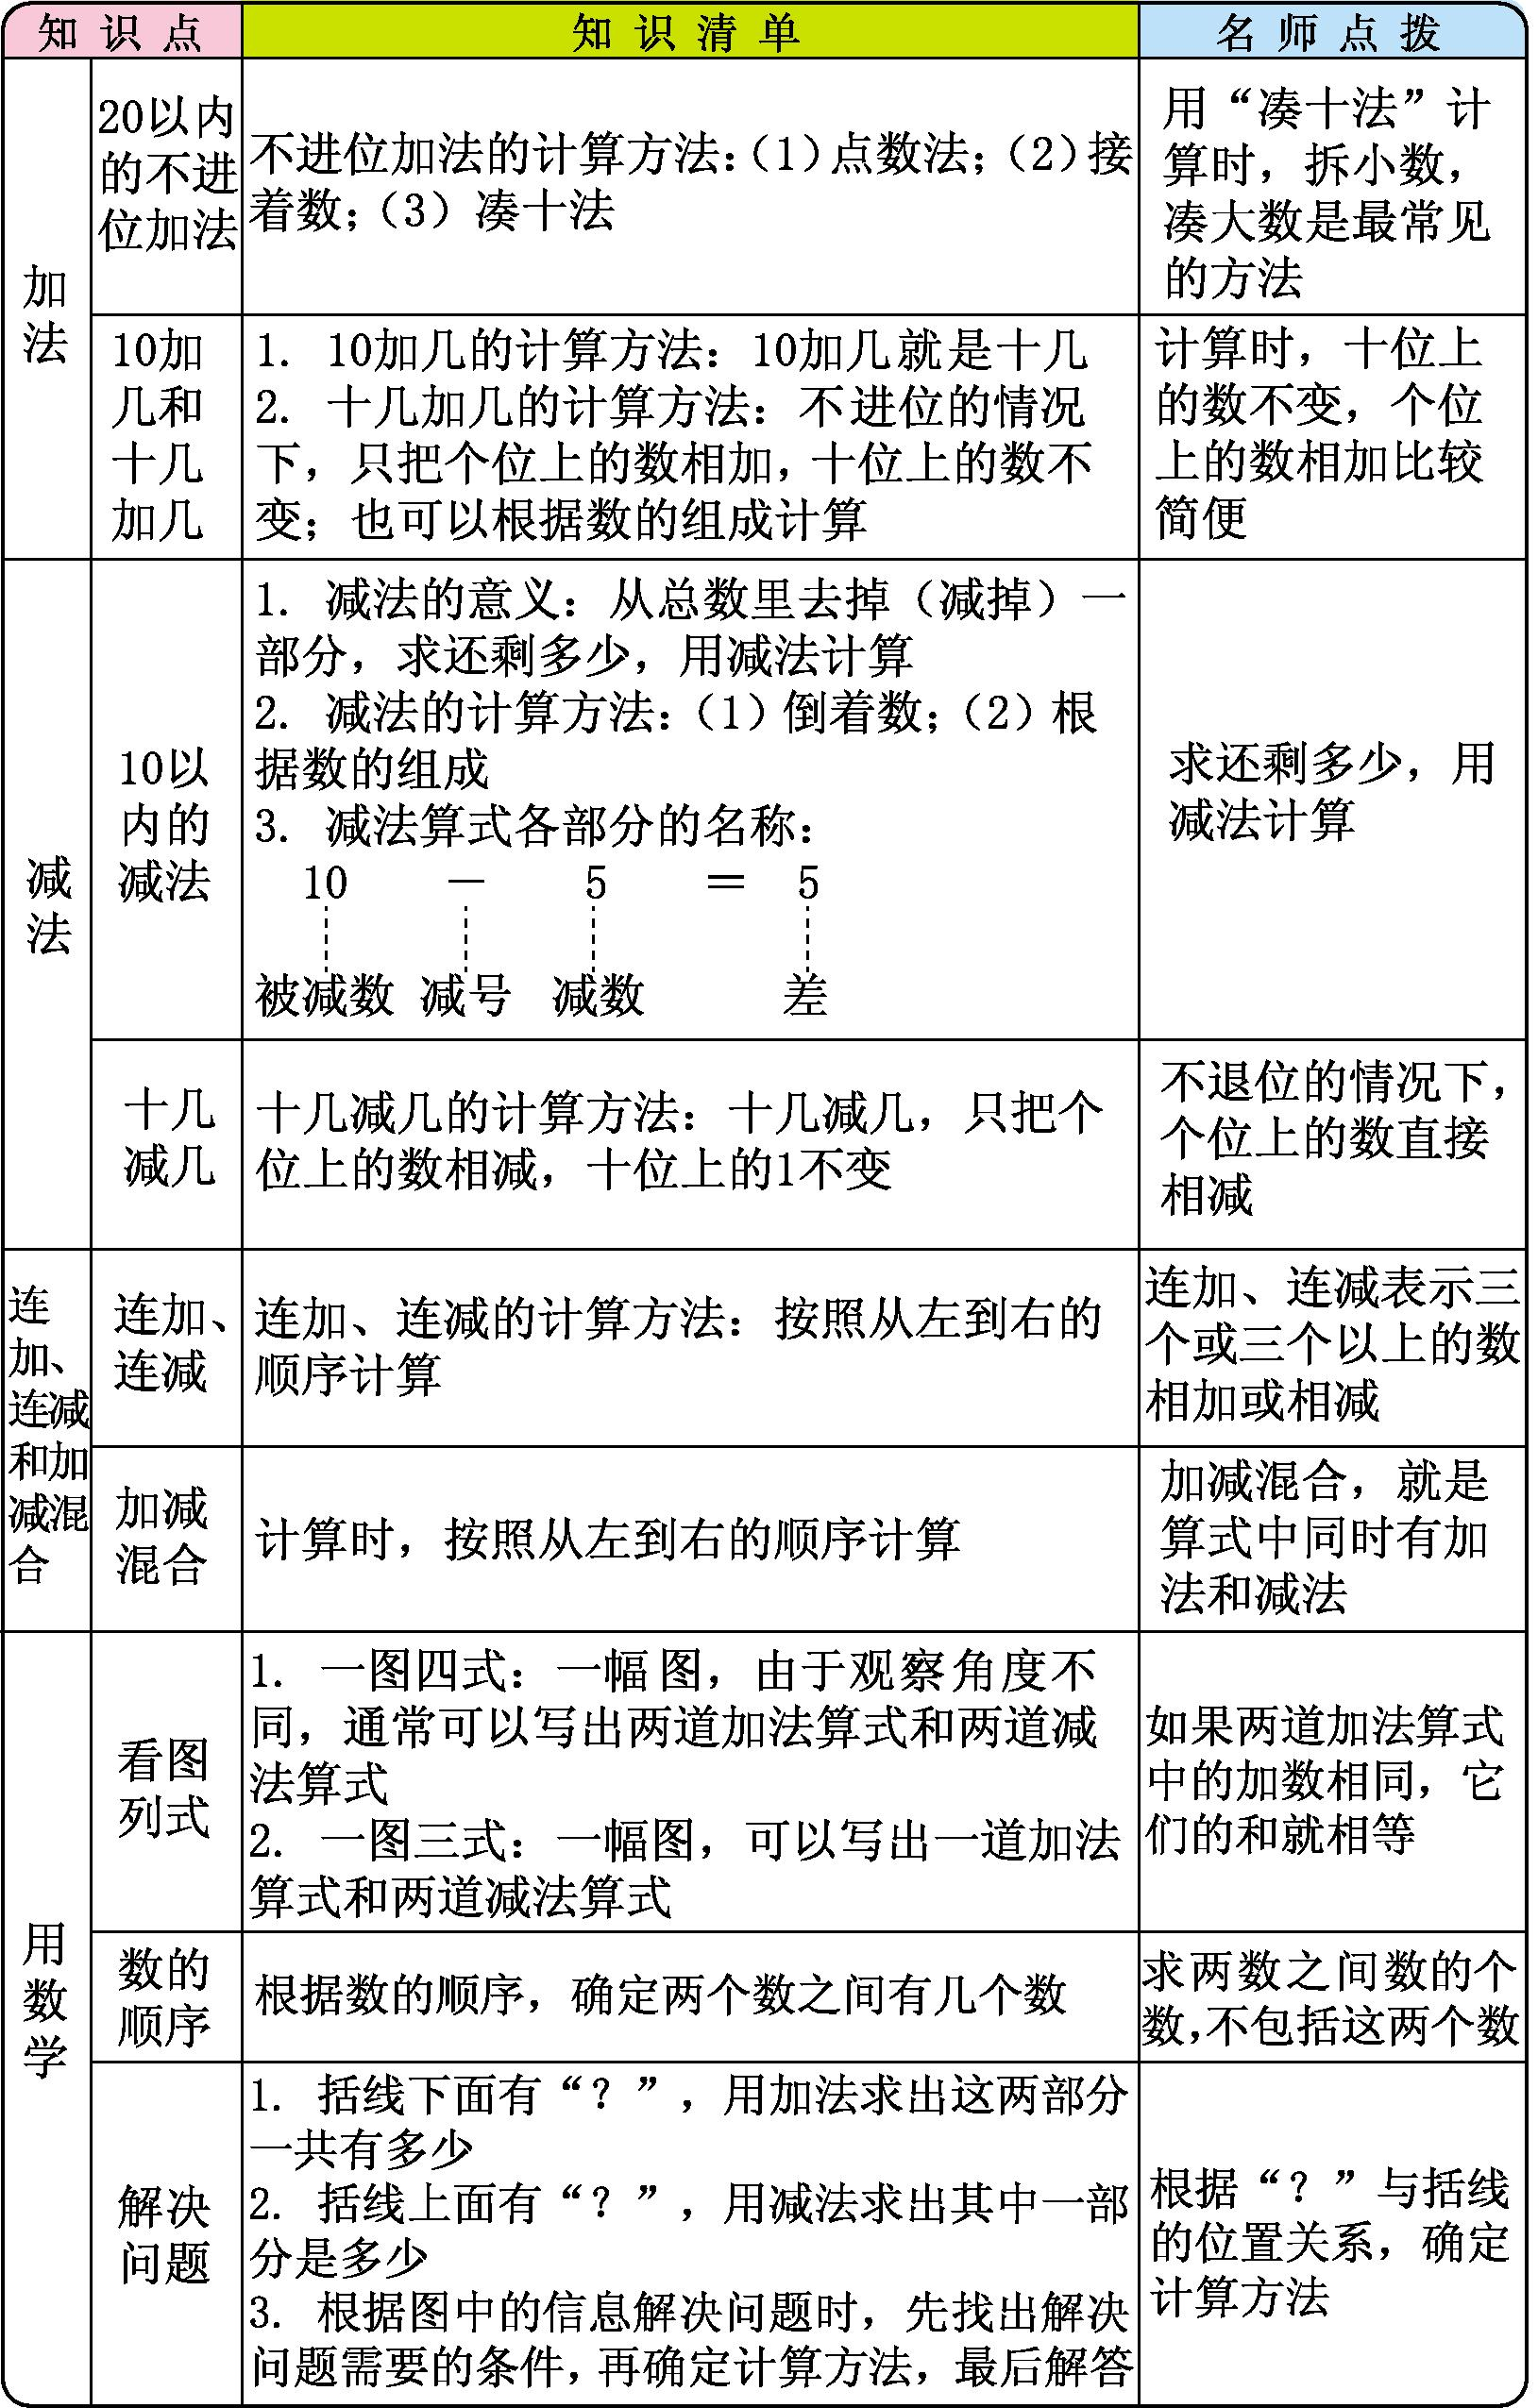 知识点
知识清单
名师点拨
加
法
20以内
的不进
位加法
不进位加法的计算方法：（1）点数法；（2）接
着数；（3）凑十法
用“凑十法”计
算时，拆小数，
凑大数是最常见
的方法
10加
几和
十几
加几
1. 10加几的计算方法：10加几就是十几
2. 十几加几的计算方法：不进位的情况
下，只把个位上的数相加，十位上的数不
变；也可以根据数的组成计算
计算时，十位上
的数不变，个位
上的数相加比较
简便
减
法
10以
内的
减法
1. 减法的意义：从总数里去掉（减掉）一
部分，求还剩多少，用减法计算
2. 减法的计算方法：（1）倒着数；（2）根
据数的组成
3. 减法算式各部分的名称：
10 － 5 ＝ 5
被减数 减号 减数 差
求还剩多少，用
减法计算
十几
减几
十几减几的计算方法：十几减几，只把个
位上的数相减，十位上的1不变
不退位的情况下，
个位上的数直接
相减
连
加、
连减
和加
减混
合
连加、
连减
连加、连减的计算方法：按照从左到右的
顺序计算
连加、连减表示三
个或三个以上的数
相加或相减
加减
混合
计算时，按照从左到右的顺序计算
加减混合，就是
算式中同时有加
法和减法
用
数
学
看图
列式
1. 一图四式：一幅图，由于观察角度不
同，通常可以写出两道加法算式和两道减
法算式
2. 一图三式：一幅图，可以写出一道加法
算式和两道减法算式
如果两道加法算式
中的加数相同，它
们的和就相等
数的
顺序
根据数的顺序，确定两个数之间有几个数
求两数之间数的个
数，不包括这两个数
解决
问题
1. 括线下面有“？”，用加法求出这两部分
一共有多少
2. 括线上面有“？”，用减法求出其中一部
分是多少
3. 根据图中的信息解决问题时，先找出解决
问题需要的条件，再确定计算方法，最后解答
根据“？”与括线
的位置关系，确定
计算方法